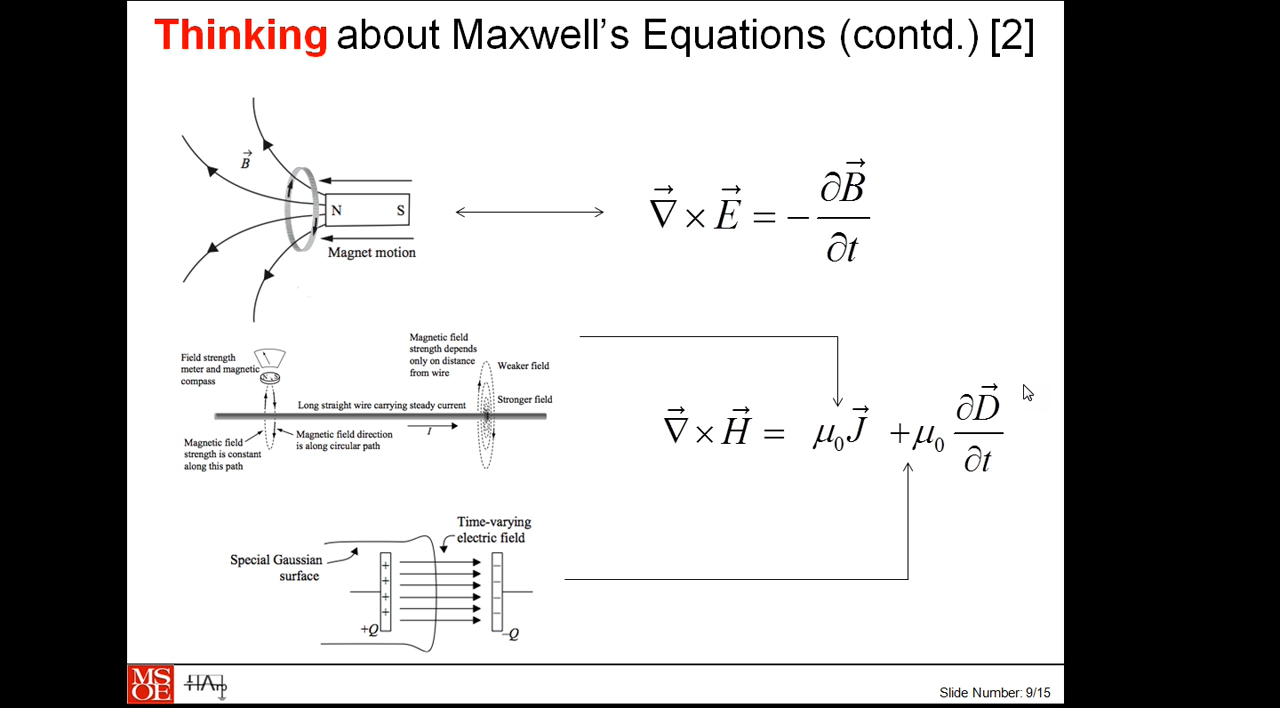 Thinking about Maxwell's Equations (contd.) [2]
B⃗
N S
Magnet motion
∇⃗ × E⃗ = − ∂B⃗ / ∂t
Field strength
meter and magnetic
compass
Magnetic field
strength depends
only on distance
from wire
Weaker field
Stronger field
Long straight wire carrying steady current
I
Magnetic field
strength is constant
along this path
Magnetic field direction
is along circular path
∇⃗ × H⃗ = μ₀J⃗ + μ₀ ∂D⃗ / ∂t
Time-varying
electric field
Special Gaussian
surface
+
+
+
+
−
−
−
−
+Q
−Q
MS
OE
HArp
Slide Number: 9/15